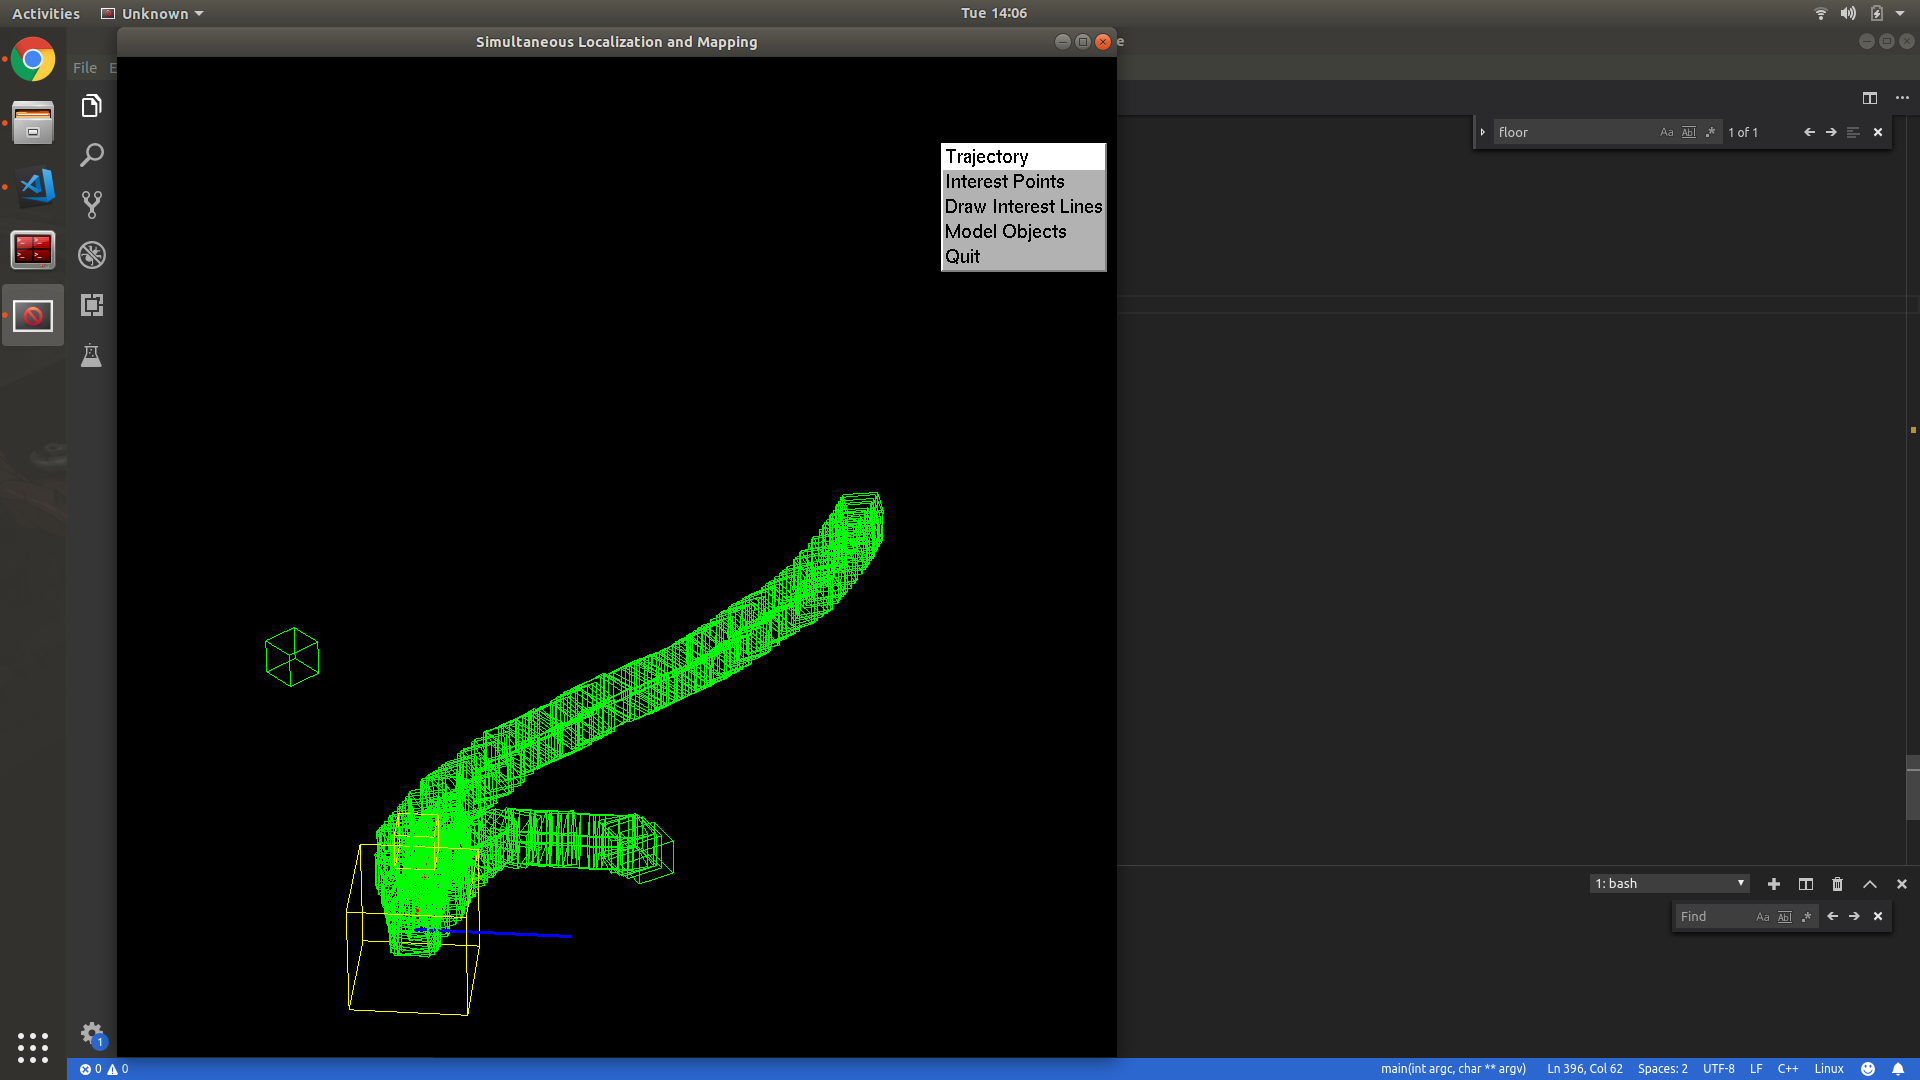 Activities
Unknown
Tue 14:06
Simultaneous Localization and Mapping
e
File E
Trajectory
Interest Points
Draw Interest Lines
Model Objects
Quit
floor
Aa Abl .* 1 of 1
1: bash
Find
Aa Abl .*
1
0 0
main(int argc, char ** argv)
Ln 396, Col 62
Spaces: 2
UTF-8
LF
C++
Linux